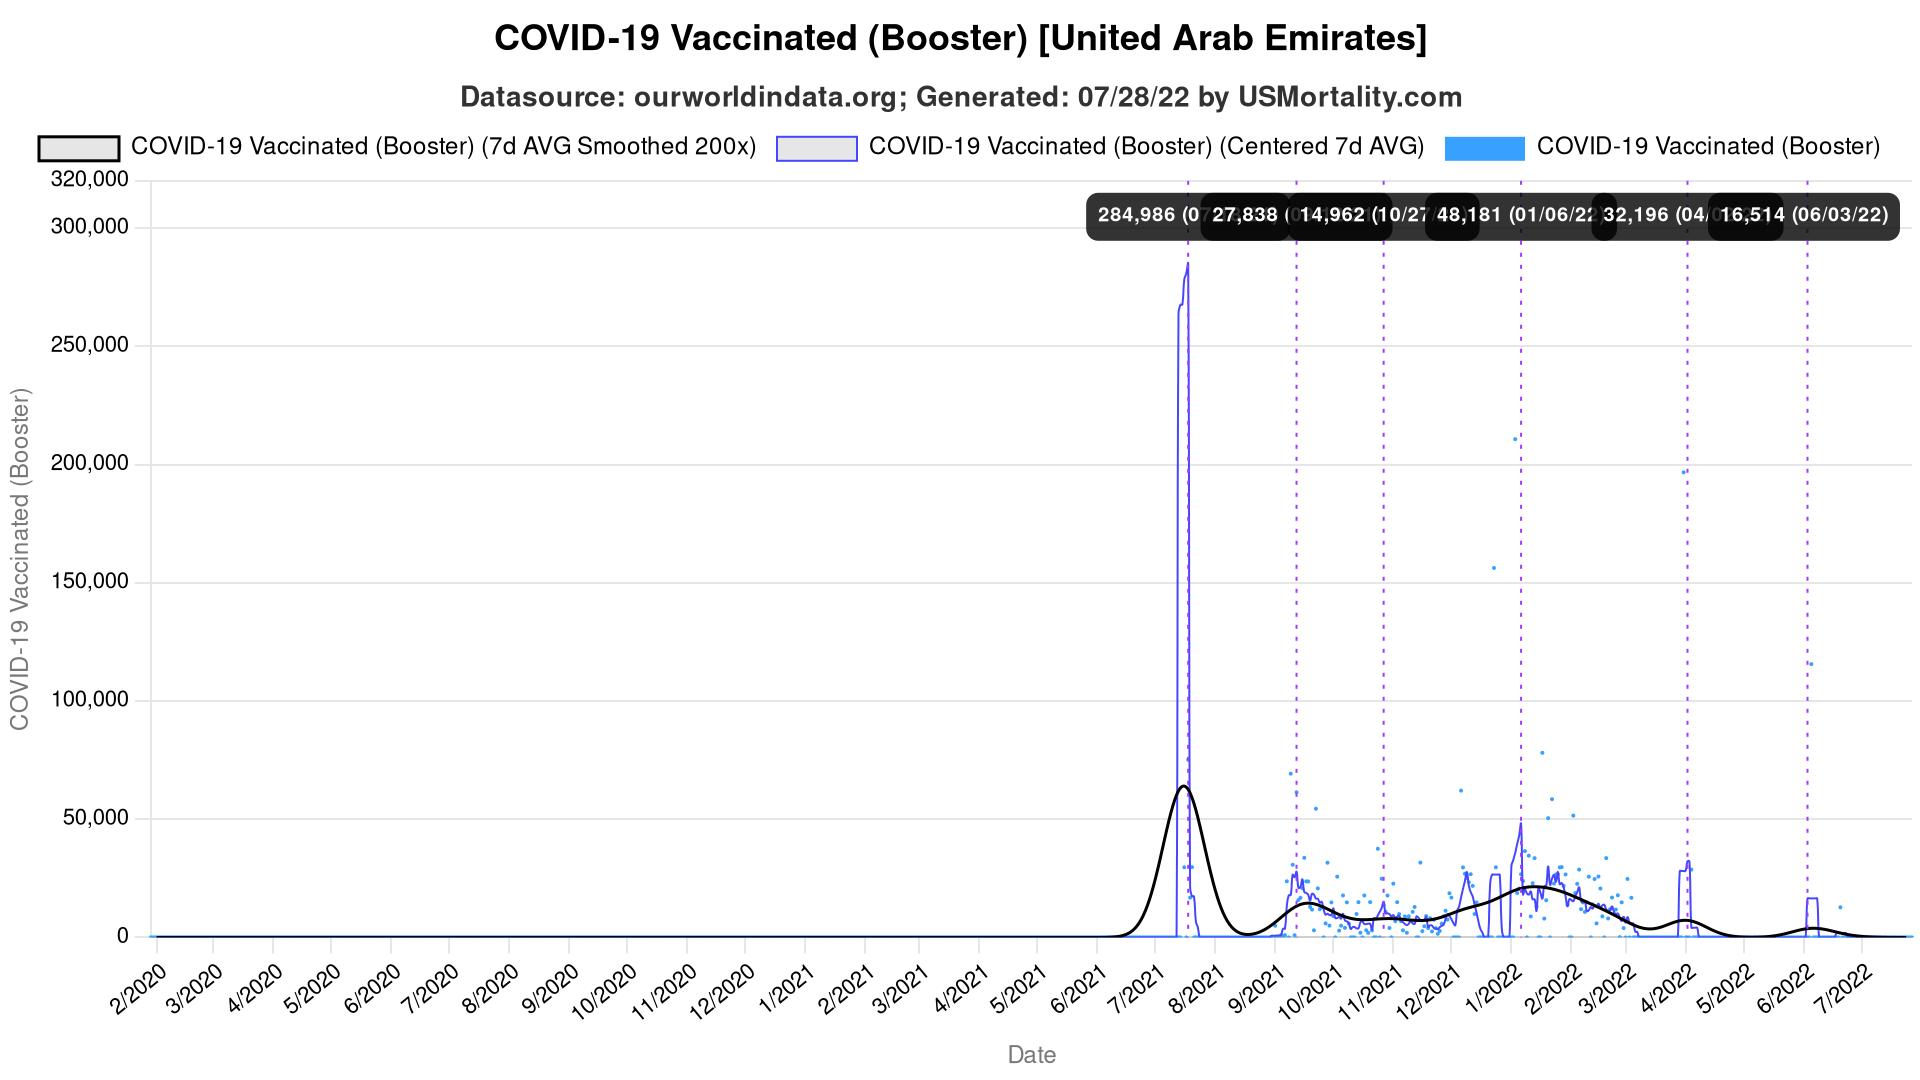 COVID-19 Vaccinated (Booster) [United Arab Emirates]
Datasource: ourworldindata.org; Generated: 07/28/22 by USMortality.com
COVID-19 Vaccinated (Booster) (7d AVG Smoothed 200x) COVID-19 Vaccinated (Booster) (Centered 7d AVG) COVID-19 Vaccinated (Booster)
320,000
300,000
250,000
200,000
150,000
100,000
50,000
0
COVID-19 Vaccinated (Booster)
284,986 27,838 14,962 (10/27/ 48,181 (01/06/22) 32,196 (04/ 16,514 (06/03/22)
2/2020 3/2020 4/2020 5/2020 6/2020 7/2020 8/2020 9/2020 10/2020 11/2020 12/2020 1/2021 2/2021 3/2021 4/2021 5/2021 6/2021 7/2021 8/2021 9/2021 10/2021 11/2021 12/2021 1/2022 2/2022 3/2022 4/2022 5/2022 6/2022 7/2022
Date